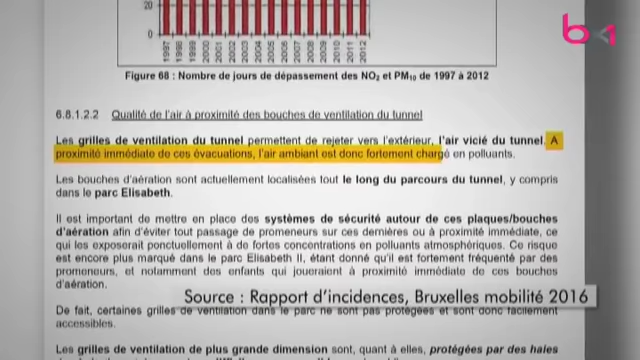 20
0
1997
1998
1999
2000
2001
2002
2003
2004
2005
2006
2007
2008
2009
2010
2011
2012
Figure 68 : Nombre de jours de dépassement des NO2 et PM10 de 1997 à 2012
6.8.1.2.2 Qualité de l'air à proximité des bouches de ventilation du tunnel
Les grilles de ventilation du tunnel permettent de rejeter vers l'extérieur, l'air vicié du tunnel. A
proximité immédiate de ces évacuations, l'air ambiant est donc fortement chargé en polluants.
Les bouches d'aération sont actuellement localisées tout le long du parcours du tunnel, y compris
dans le parc Elisabeth.
Il est important de mettre en place des systèmes de sécurité autour de ces plaques/bouches
d'aération afin d'éviter tout passage de promeneurs sur ces dernières ou à proximité immédiate, ce
qui les exposerait ponctuellement à de fortes concentrations en polluants atmosphériques. Ce risque
est encore plus marqué dans le parc Elisabeth II, étant donné qu'il est fortement fréquenté par des
promeneurs, et notamment des enfants qui joueraient à proximité immédiate de ces bouches
d'aération.
Source : Rapport d'incidences, Bruxelles mobilité 2016
De fait, certaines grilles de ventilation dans le parc ne sont pas protégées et sont donc facilement
accessibles.
Les grilles de ventilation de plus grande dimension sont, quant à elles, protégées par des haies